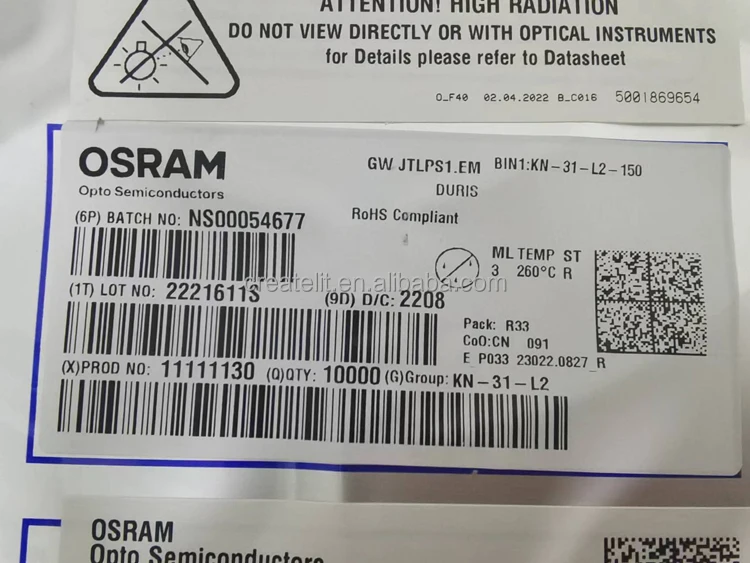 ATTENTION! HIGH RADIATION
DO NOT VIEW DIRECTLY OR WITH OPTICAL INSTRUMENTS
for Details please refer to Datasheet
O_F40 02.04.2022 B_C016 5001869654
OSRAM
Opto Semiconductors
GW JTLPS1.EM BIN1:KN-31-L2-150
DURIS
(6P) BATCH NO: NS00054677
RoHS Compliant
ML TEMP ST
3 260°C R
createlit.en.alibaba.com
(1T) LOT NO: 2221611S (9D) D/C: 2208
Pack: R33
CoO:CN 091
E_P033 23022.0827_R
(X)PROD NO: 11111130 (Q)QTY: 10000 (G)Group: KN-31-L2
OSRAM
Opto Semiconductors